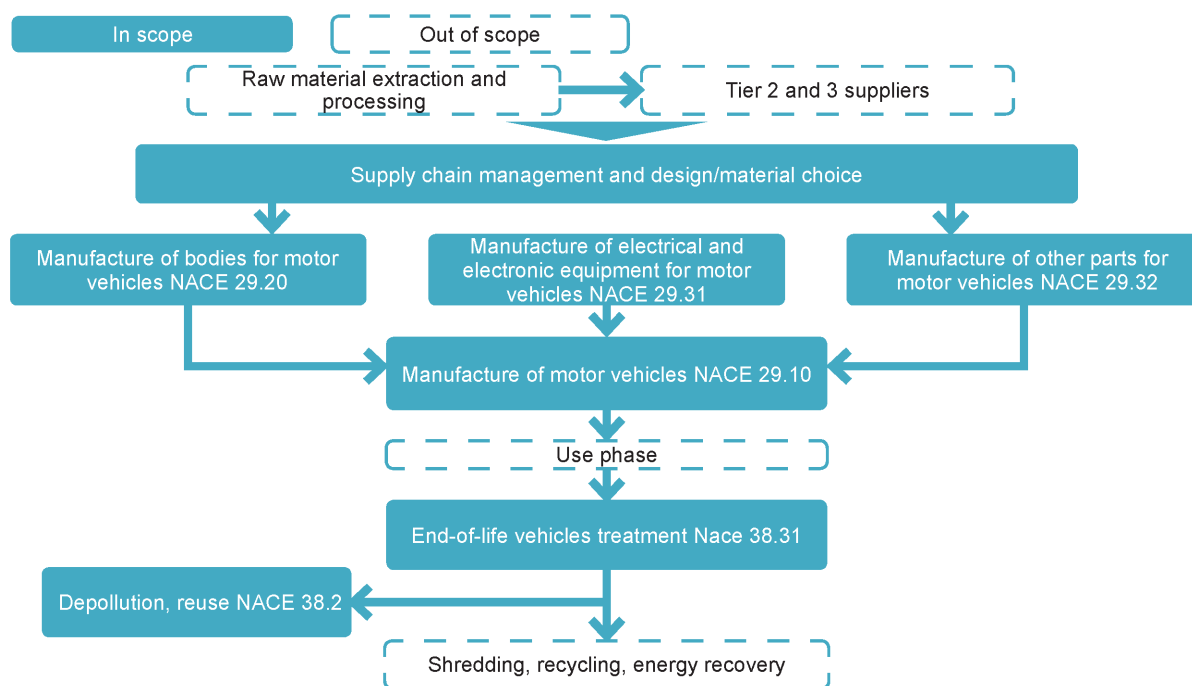 In scope
Out of scope
Raw material extraction and
processing
Tier 2 and 3 suppliers
Supply chain management and design/material choice
Manufacture of bodies for motor
vehicles NACE 29.20
Manufacture of electrical and
electronic equipment for motor
vehicles NACE 29.31
Manufacture of other parts for
motor vehicles NACE 29.32
Manufacture of motor vehicles NACE 29.10
Use phase
End-of-life vehicles treatment Nace 38.31
Depollution, reuse NACE 38.2
Shredding, recycling, energy recovery